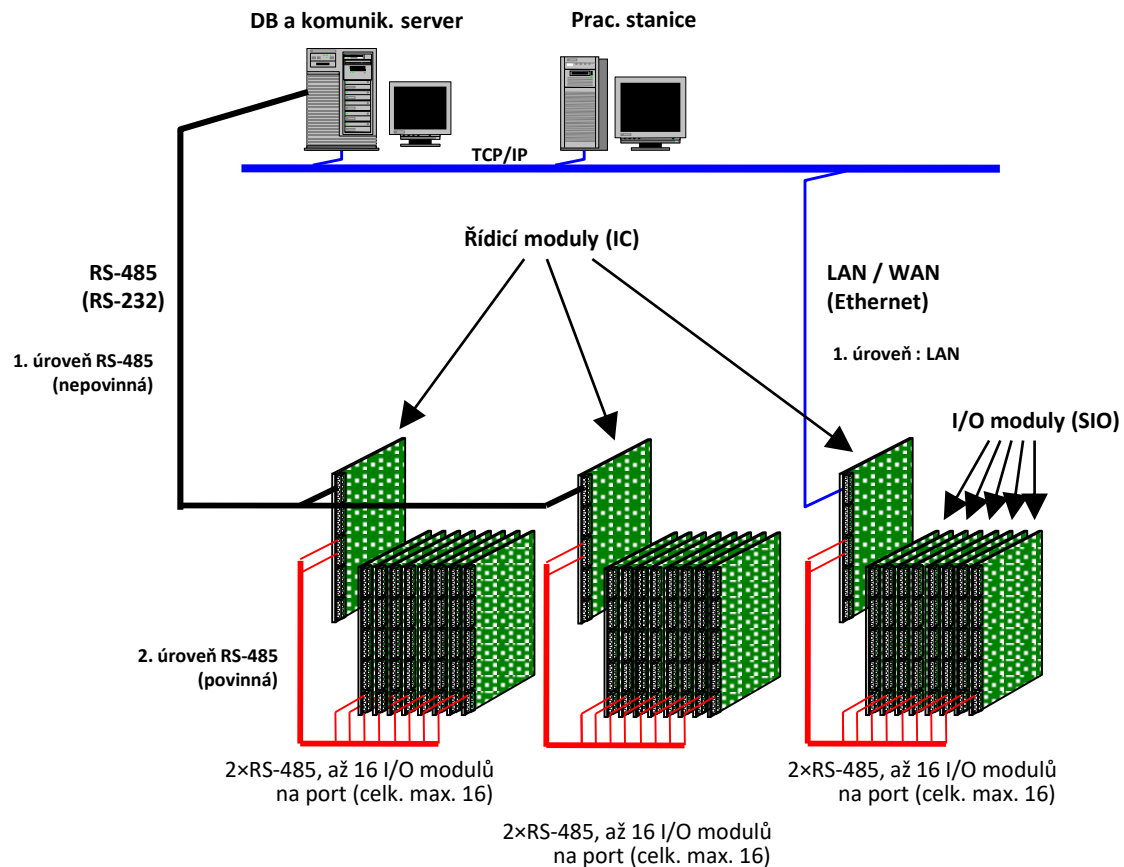 DB a komunik. server
Prac. stanice
TCP/IP
Řídicí moduly (IC)
RS-485
(RS-232)
LAN / WAN
(Ethernet)
1. úroveň RS-485
(nepovinná)
1. úroveň : LAN
I/O moduly (SIO)
2. úroveň RS-485
(povinná)
2×RS-485, až 16 I/O modulů
na port (celk. max. 16)
2×RS-485, až 16 I/O modulů
na port (celk. max. 16)
2×RS-485, až 16 I/O modulů
na port (celk. max. 16)